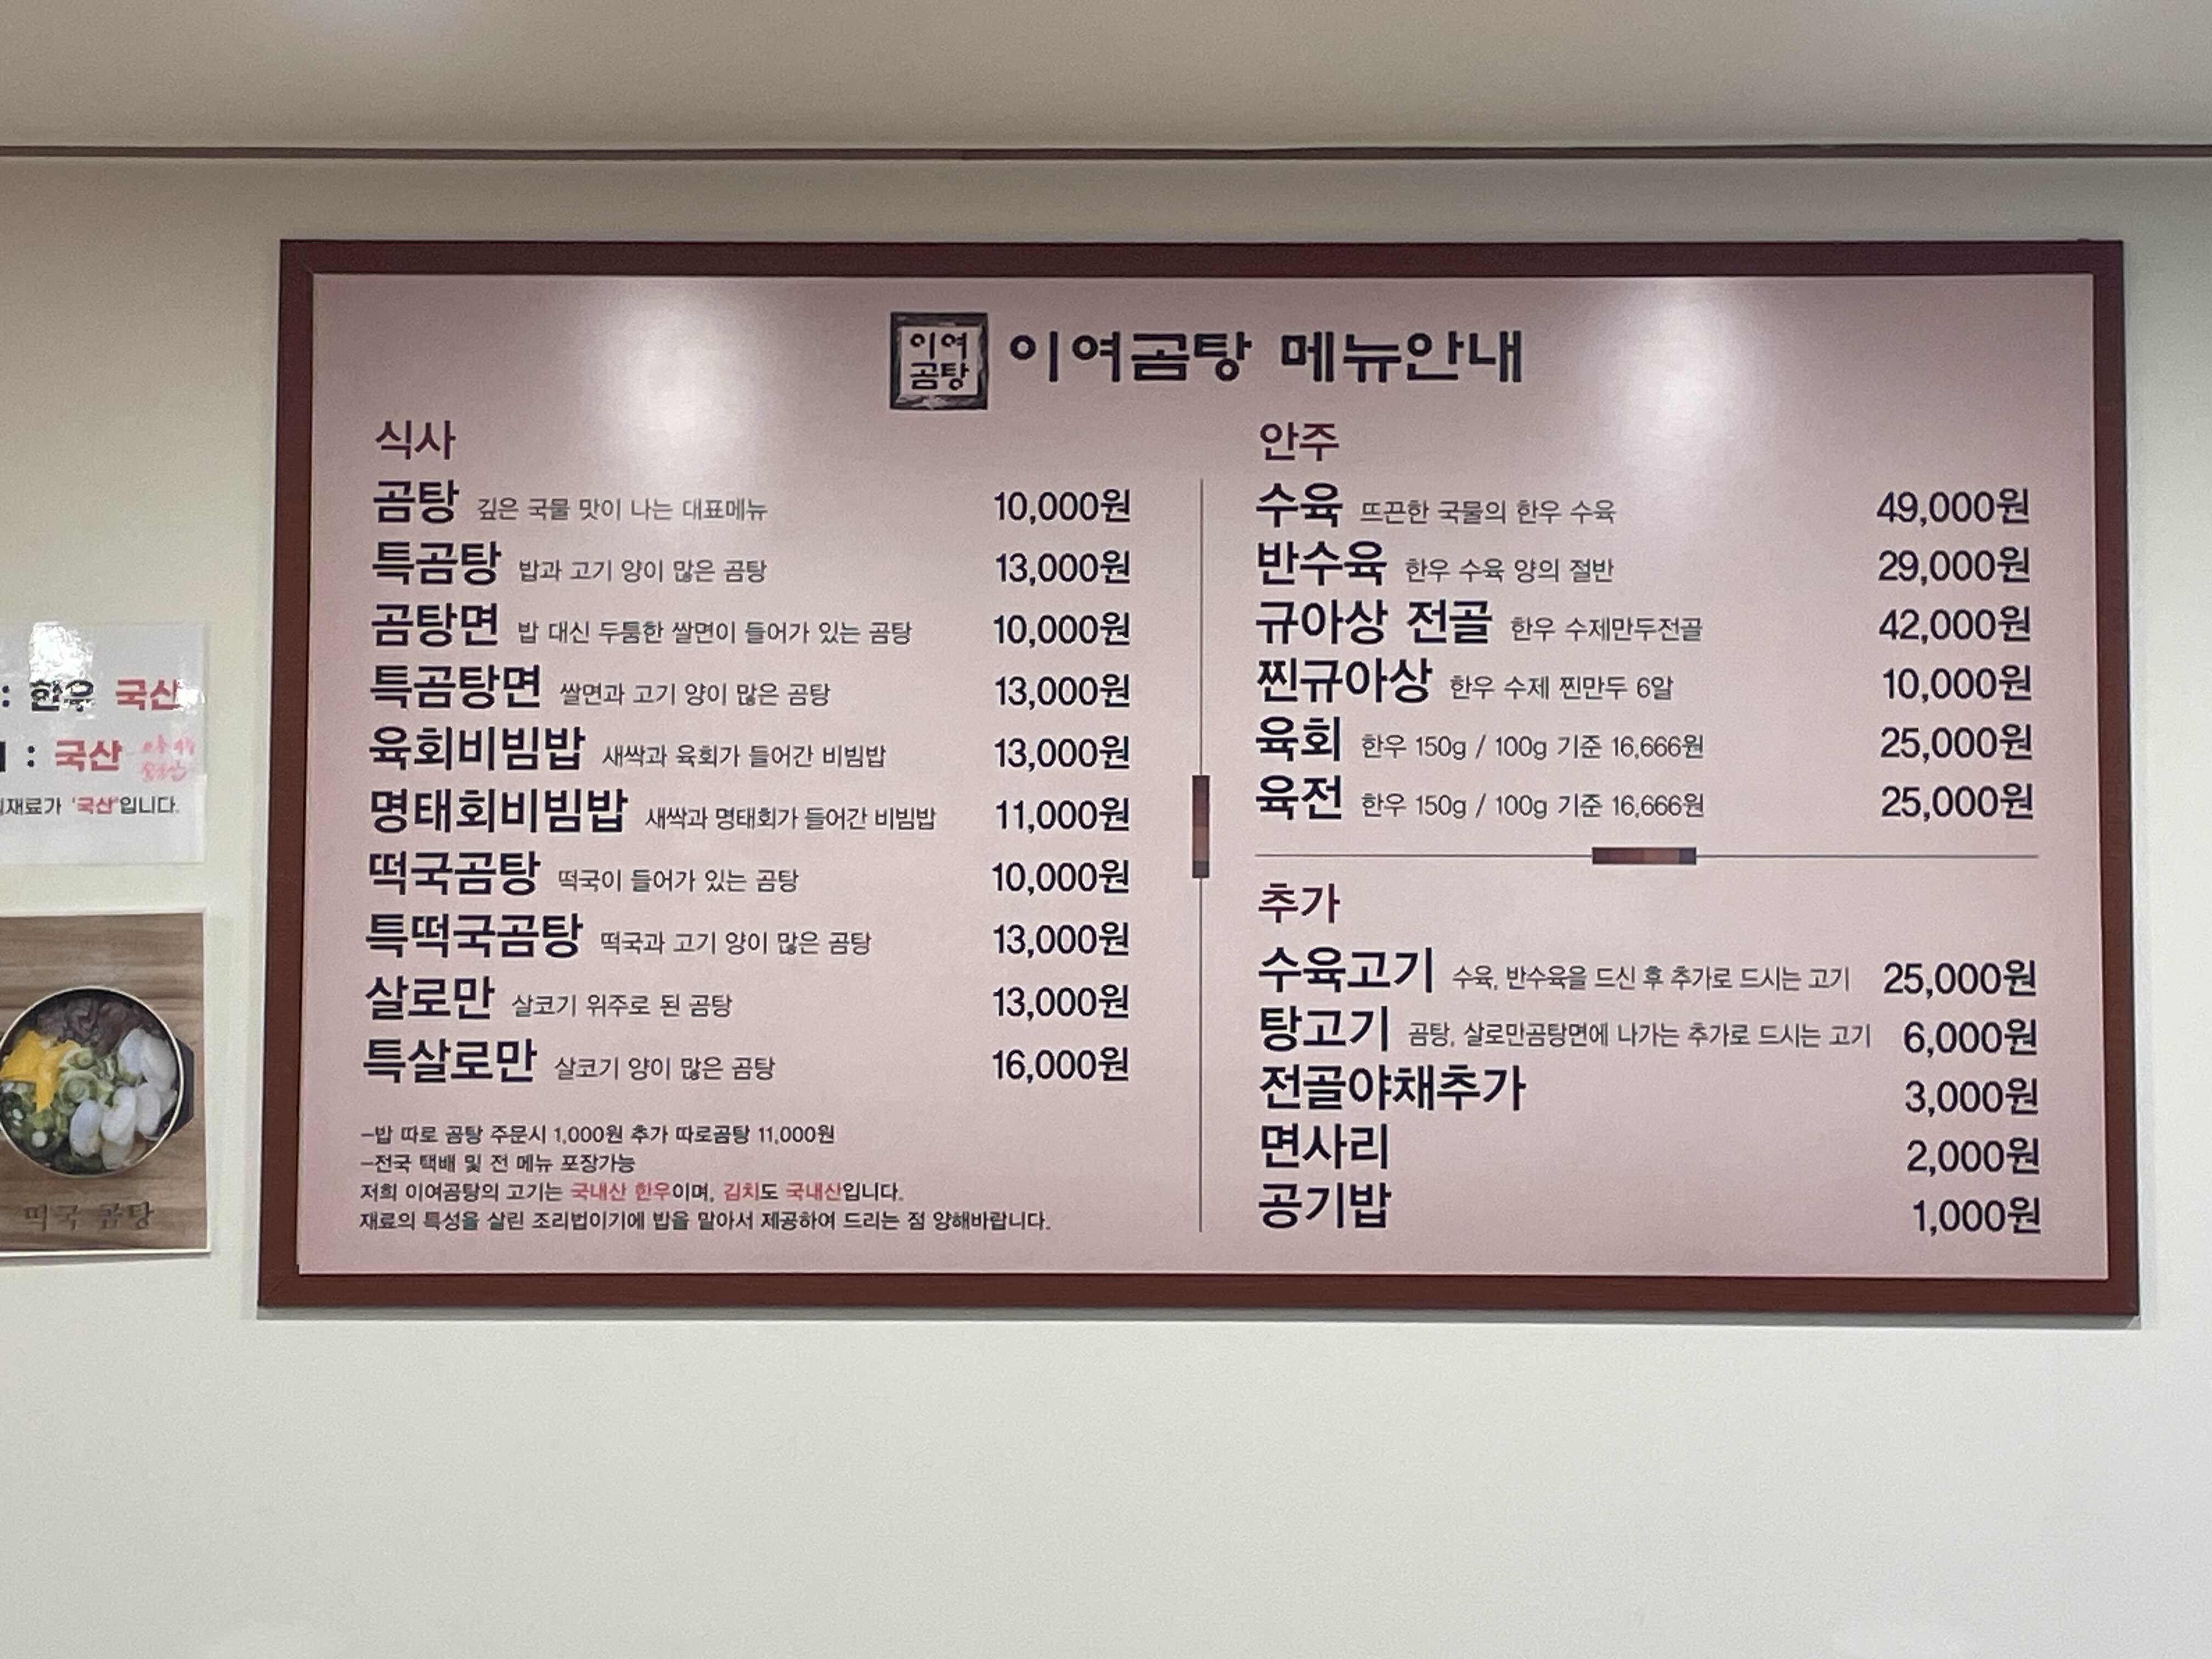 이여
곰탕
이여곰탕 메뉴안내
식사
곰탕 깊은 국물 맛이 나는 대표메뉴 10,000원
특곰탕 밥과 고기 양이 많은 곰탕 13,000원
곰탕면 밥 대신 두툼한 쌀면이 들어가 있는 곰탕 10,000원
특곰탕면 쌀면과 고기 양이 많은 곰탕 13,000원
육회비빔밥 새싹과 육회가 들어간 비빔밥 13,000원
명태회비빔밥 새싹과 명태회가 들어간 비빔밥 11,000원
떡국곰탕 떡국이 들어가 있는 곰탕 10,000원
특떡국곰탕 떡국과 고기 양이 많은 곰탕 13,000원
살로만 살코기 위주로 된 곰탕 13,000원
특살로만 살코기 양이 많은 곰탕 16,000원
-밥 따로 곰탕 주문시 1,000원 추가 따로곰탕 11,000원
-전국 택배 및 전 메뉴 포장가능
저희 이여곰탕의 고기는 국내산 한우이며, 김치도 국내산입니다.
재료의 특성을 살린 조리법이기에 밥을 말아서 제공하여 드리는 점 양해바랍니다.
안주
수육 뜨끈한 국물의 한우 수육 49,000원
반수육 한우 수육 양의 절반 29,000원
규아상 전골 한우 수제만두전골 42,000원
찐규아상 한우 수제 찐만두 6알 10,000원
육회 한우 150g / 100g 기준 16,666원 25,000원
육전 한우 150g / 100g 기준 16,666원 25,000원
추가
수육고기 수육, 반수육을 드신 후 추가로 드시는 고기 25,000원
탕고기 곰탕, 살로만곰탕면에 나가는 추가로 드시는 고기 6,000원
전골야채추가 3,000원
면사리 2,000원
공기밥 1,000원
: 한우 국산
: 국산
재료가 '국산'입니다.
떡국 곰탕